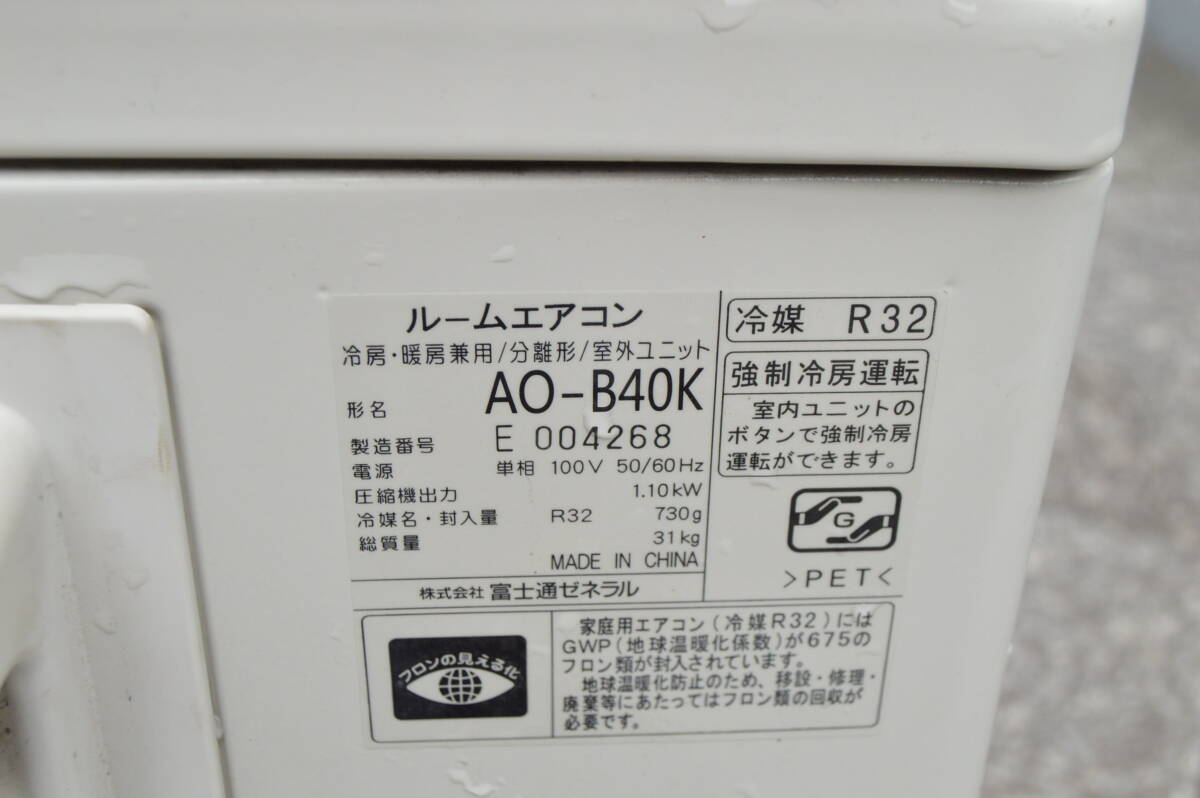 ルームエアコン
冷房・暖房兼用/分離形/室外ユニット
形名 AO-B40K
製造番号 E 004268
電源 単相 100V 50/60Hz
圧縮機出力 1.10kW
冷媒名・封入量 R32 730g
総質量 31kg
MADE IN CHINA
株式会社 富士通ゼネラル
冷媒 R32
強制冷房運転
室内ユニットの
ボタンで強制冷房
運転ができます。
G
>PET<
フロンの見える化
家庭用エアコン(冷媒R32)には
GWP(地球温暖化係数)が675の
フロン類が封入されています。
地球温暖化防止のため、移設・修理・
廃棄等にあたってはフロン類の回収が
必要です。